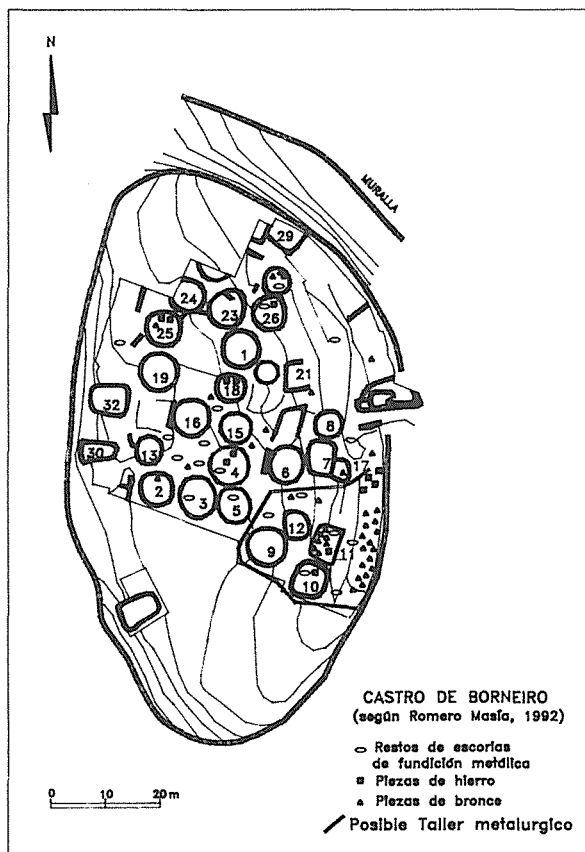 N
MURALLA
29
24
23
26
25
1
19
18
21
32
16
15
8
30
13
4
6
7
17
2
3
5
12
9
11
10
CASTRO DE BORNEIRO
(según Romero Masía, 1992)
Restos de escorias
de fundición metálica
Piezas de hierro
Piezas de bronce
Posible Taller metalurgico
0 10 20 m